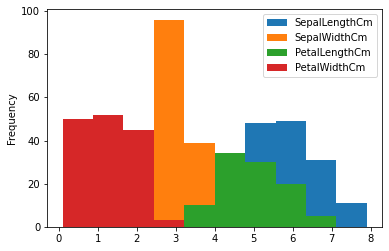 100
80
60
40
20
0
Frequency
SepalLengthCm
SepalWidthCm
PetalLengthCm
PetalWidthCm
0 1 2 3 4 5 6 7 8